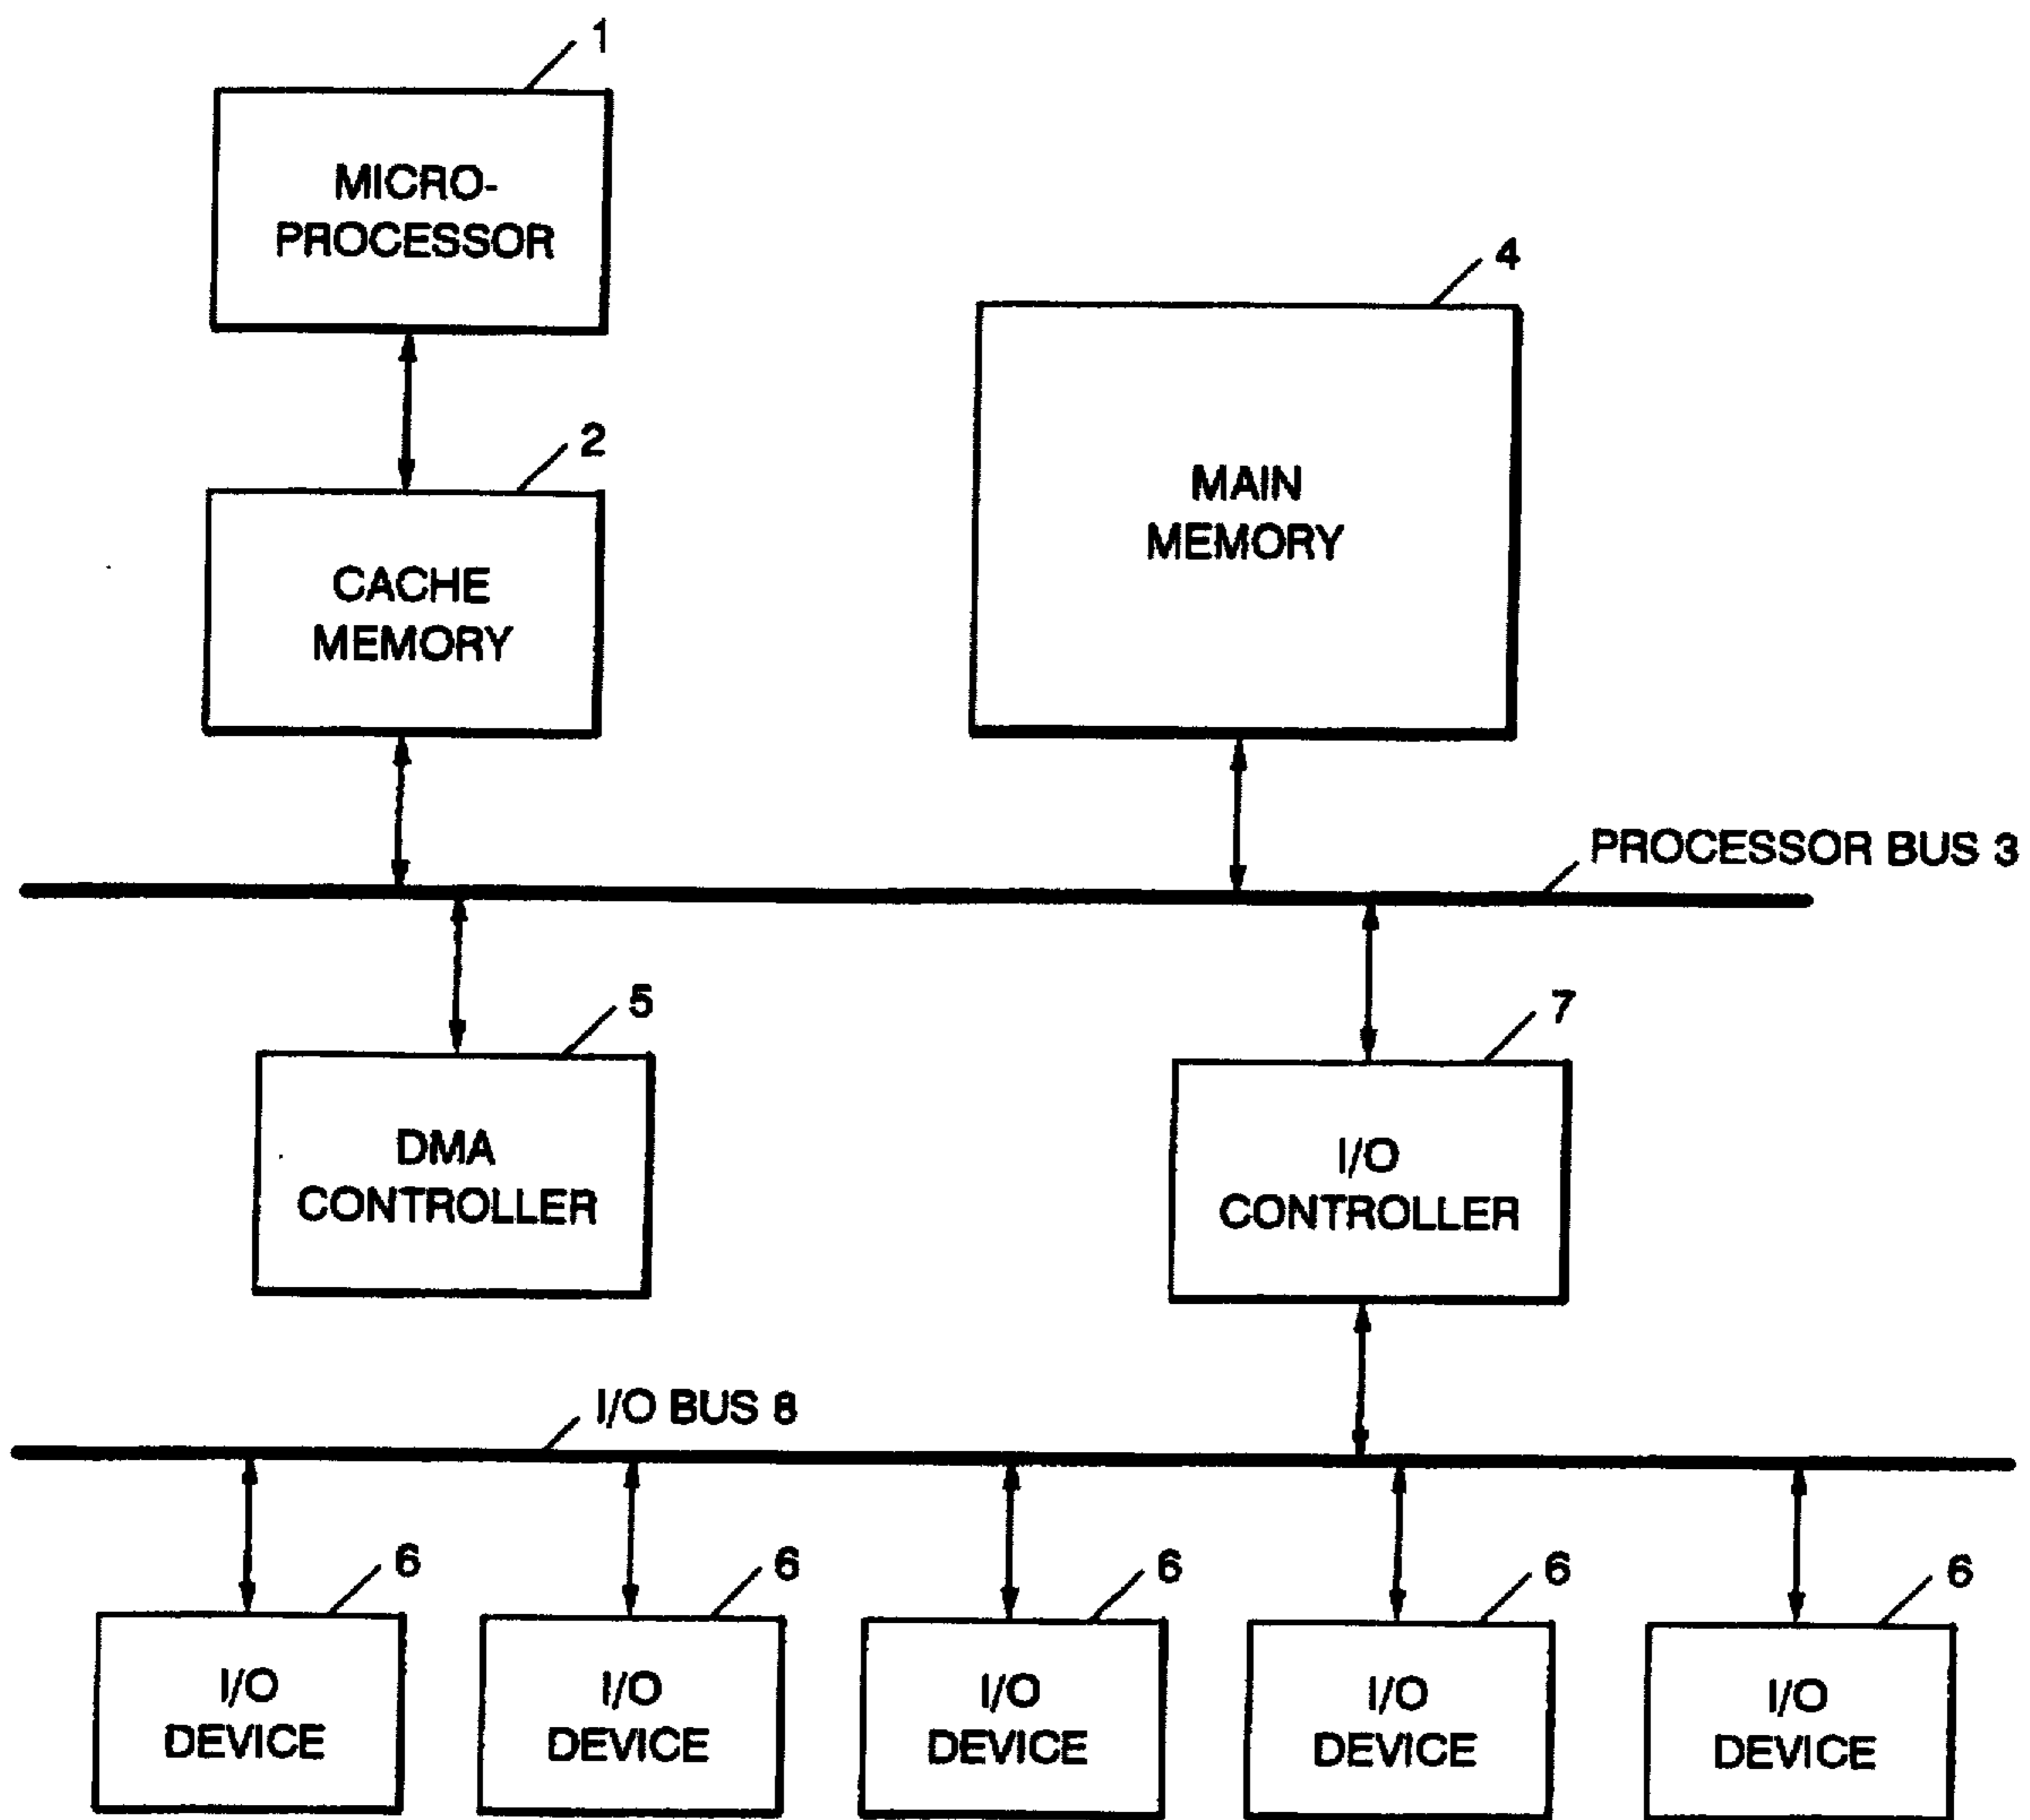 1
MICRO-
PROCESSOR
4
2
MAIN
MEMORY
CACHE
MEMORY
PROCESSOR BUS 3
5
7
DMA
CONTROLLER
I/O
CONTROLLER
I/O BUS 8
6
6
6
6
6
I/O
DEVICE
I/O
DEVICE
I/O
DEVICE
I/O
DEVICE
I/O
DEVICE